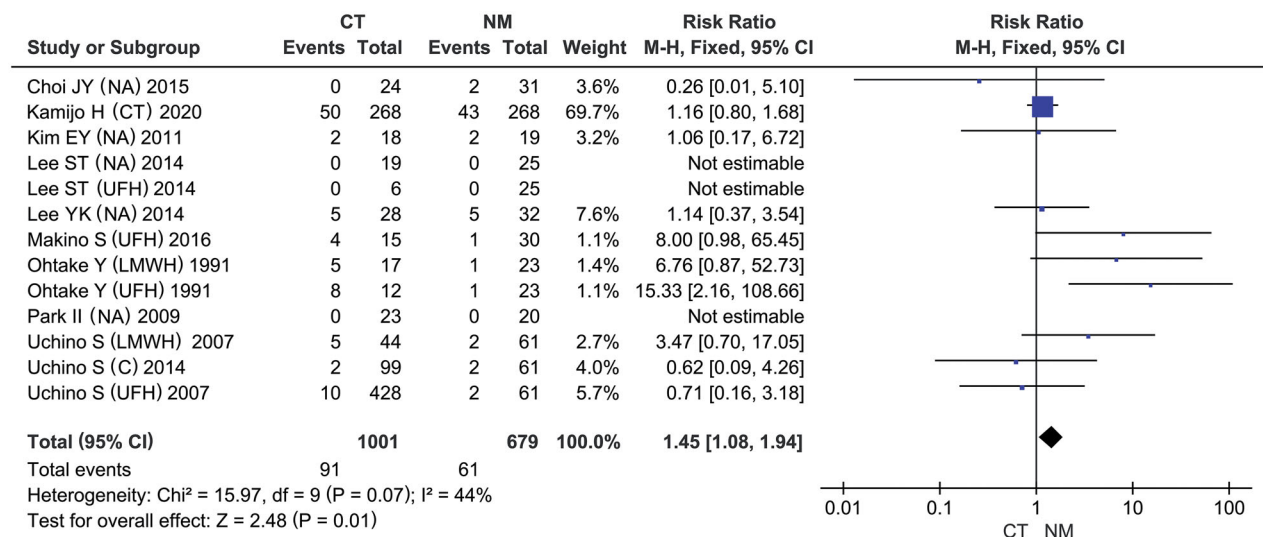 CT NM Risk Ratio Risk Ratio
Study or Subgroup Events Total Events Total Weight M-H, Fixed, 95% CI M-H, Fixed, 95% CI
Choi JY (NA) 2015 0 24 2 31 3.6% 0.26 [0.01, 5.10]
Kamijo H (CT) 2020 50 268 43 268 69.7% 1.16 [0.80, 1.68]
Kim EY (NA) 2011 2 18 2 19 3.2% 1.06 [0.17, 6.72]
Lee ST (NA) 2014 0 19 0 25 Not estimable
Lee ST (UFH) 2014 0 6 0 25 Not estimable
Lee YK (NA) 2014 5 28 5 32 7.6% 1.14 [0.37, 3.54]
Makino S (UFH) 2016 4 15 1 30 1.1% 8.00 [0.98, 65.45]
Ohtake Y (LMWH) 1991 5 17 1 23 1.4% 6.76 [0.87, 52.73]
Ohtake Y (UFH) 1991 8 12 1 23 1.1% 15.33 [2.16, 108.66]
Park II (NA) 2009 0 23 0 20 Not estimable
Uchino S (LMWH) 2007 5 44 2 61 2.7% 3.47 [0.70, 17.05]
Uchino S (C) 2014 2 99 2 61 4.0% 0.62 [0.09, 4.26]
Uchino S (UFH) 2007 10 428 2 61 5.7% 0.71 [0.16, 3.18]
Total (95% CI) 1001 679 100.0% 1.45 [1.08, 1.94]
Total events 91 61
Heterogeneity: Chi² = 15.97, df = 9 (P = 0.07); I² = 44%
Test for overall effect: Z = 2.48 (P = 0.01)
0.01 0.1 1 10 100
CT NM